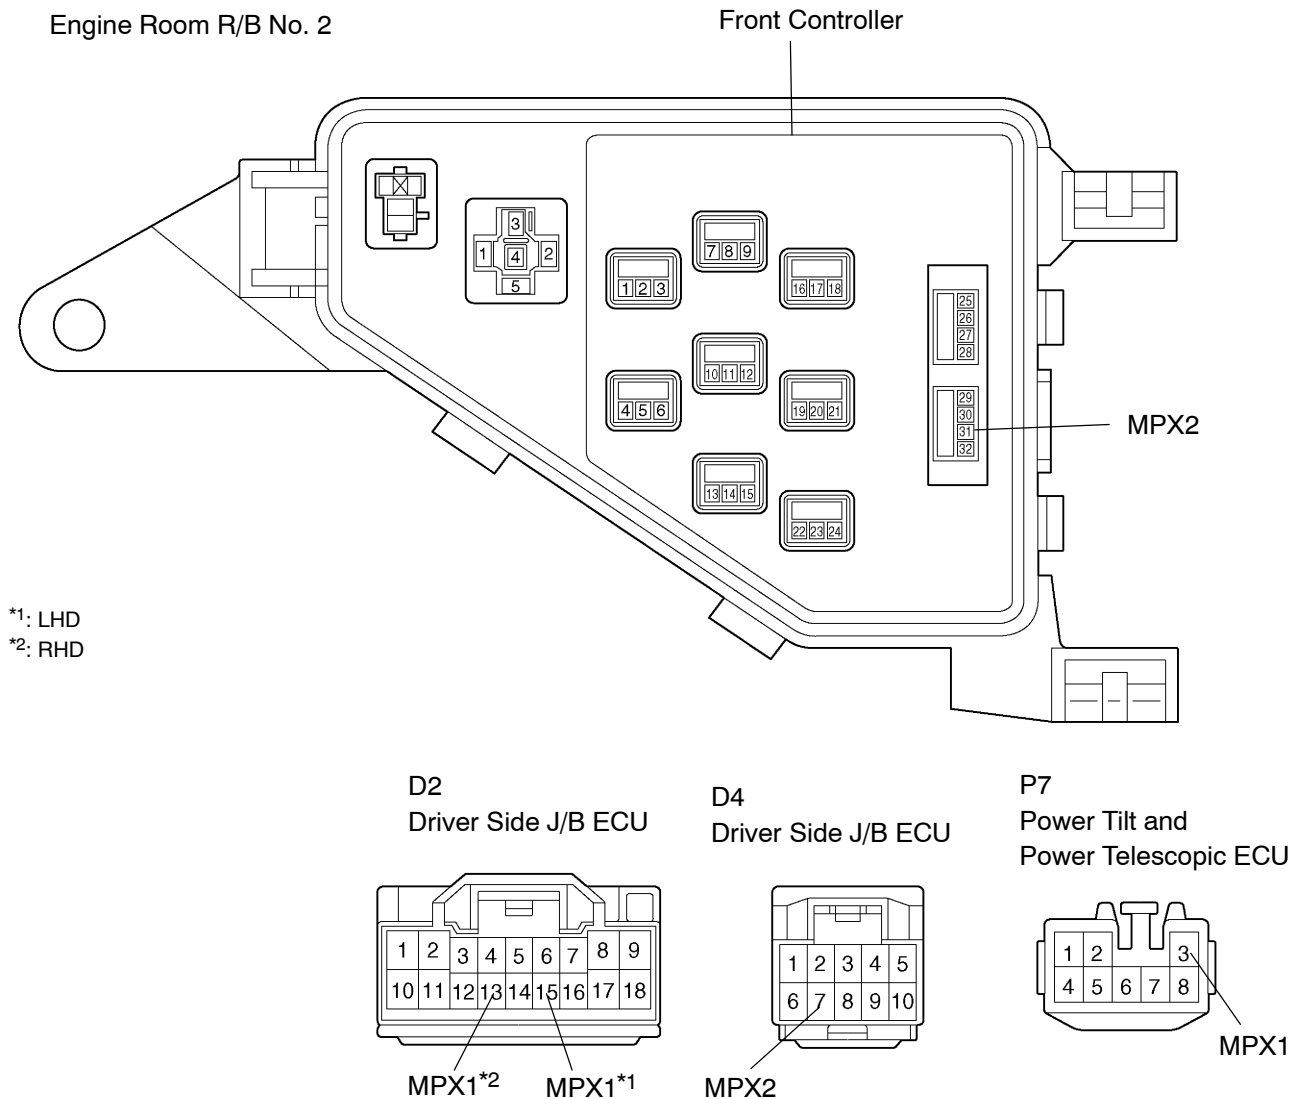 Engine Room R/B No. 2
Front Controller
3
1 4 2
5
7 8 9
1 2 3
16 17 18
25
26
27
28
10 11 12
4 5 6
19 20 21
29
30
31
32
MPX2
13 14 15
22 23 24
*1: LHD
*2: RHD
D2
Driver Side J/B ECU
D4
Driver Side J/B ECU
P7
Power Tilt and
Power Telescopic ECU
1 2 3 4 5 6 7 8 9
10 11 12 13 14 15 16 17 18
MPX1*2 MPX1*1
1 2 3 4 5
6 7 8 9 10
MPX2
1 2 3
4 5 6 7 8
MPX1